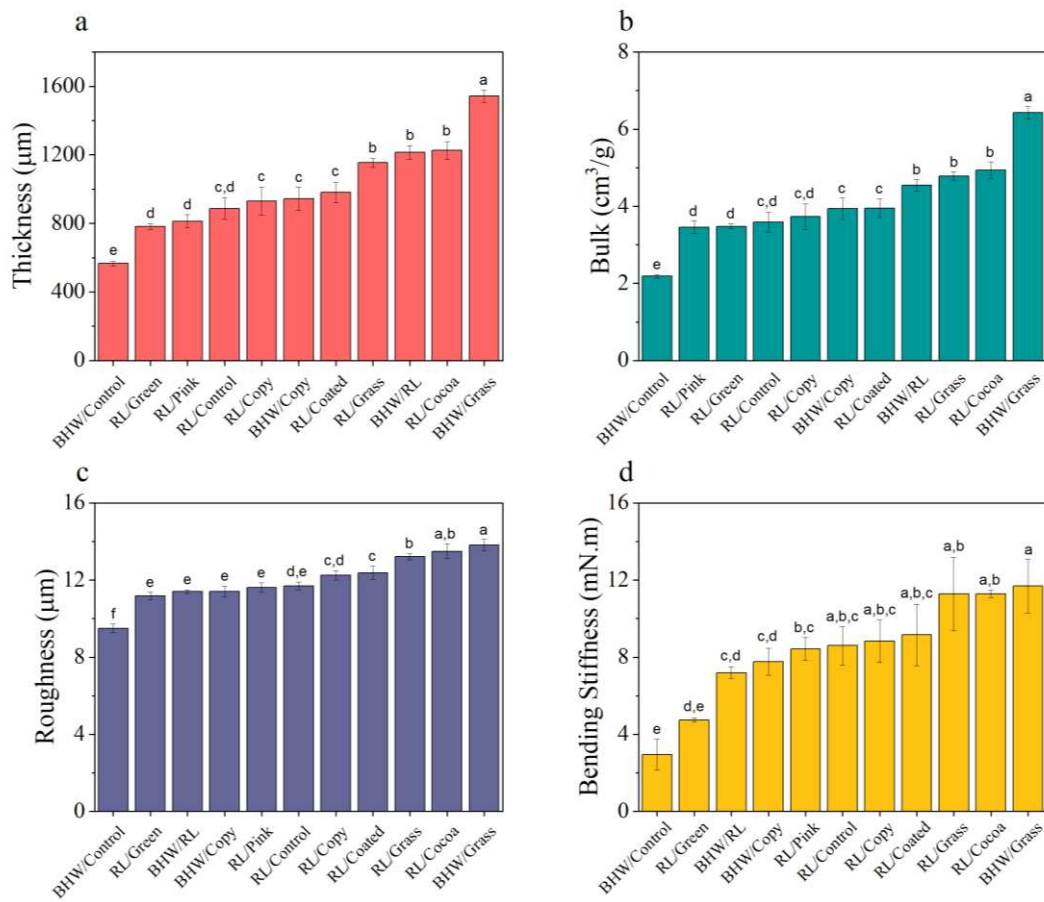 a
Thickness (μm)
1600
1200
800
400
0
e
d
d
c,d
c
c
c
b
b
b
a
BHW/Control
RL/Green
RL/Pink
RL/Control
RL/Copy
BHW/Copy
RL/Coated
RL/Grass
BHW/RL
RL/Cocoa
BHW/Grass
b
Bulk (cm³/g)
8
6
4
2
0
e
d
d
c,d
c,d
c
c
b
b
b
a
BHW/Control
RL/Pink
RL/Green
RL/Control
RL/Copy
BHW/Copy
RL/Coated
BHW/RL
RL/Grass
RL/Cocoa
BHW/Grass
c
Roughness (μm)
16
12
8
4
0
f
e
e
e
e
d,e
c,d
c
b
a,b
a
BHW/Control
RL/Green
BHW/RL
BHW/Copy
RL/Pink
RL/Control
RL/Copy
RL/Coated
RL/Grass
RL/Cocoa
BHW/Grass
d
Bending Stiffness (mN.m)
16
12
8
4
0
e
d,e
c,d
c,d
b,c
a,b,c
a,b,c
a,b,c
a,b
a,b
a
BHW/Control
RL/Green
BHW/RL
BHW/Copy
RL/Pink
RL/Control
RL/Copy
RL/Coated
RL/Grass
RL/Cocoa
BHW/Grass